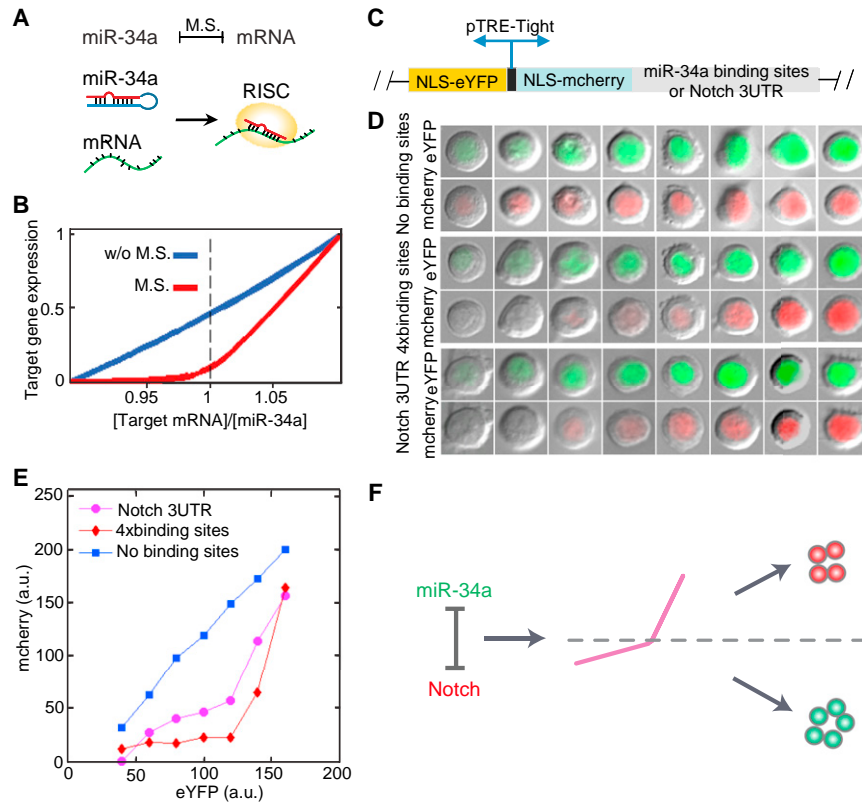 A
M.S.
miR-34a mRNA
miR-34a
RISC
mRNA
B
1
0.5
0
w/o M.S.
M.S.
Target gene expression
0.95 1 1.05
[Target mRNA]/[miR-34a]
C
pTRE-Tight
NLS-eYFP NLS-mcherry miR-34a binding sites
or Notch 3UTR
D
No binding sites
eYFP
mcherry
4xbinding sites
eYFP
mcherry
Notch 3UTR
eYFP
mcherry
E
250
200
150
100
50
0
Notch 3UTR
4xbinding sites
No binding sites
mcherry (a.u.)
0 50 100 150 200
eYFP (a.u.)
F
miR-34a
Notch